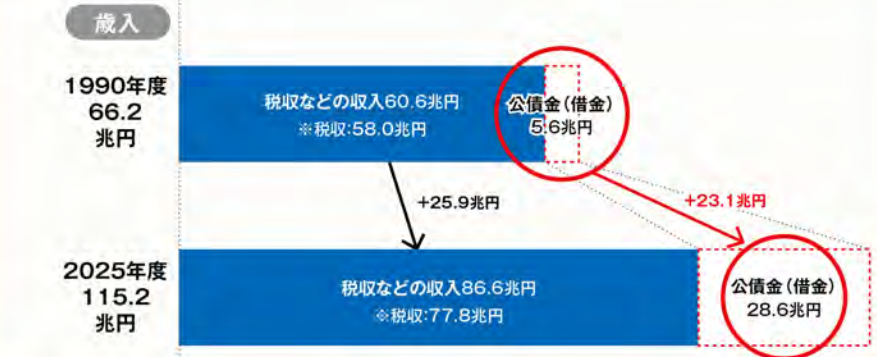 歳入
1990年度
66.2
兆円
税収などの収入60.6兆円
※税収:58.0兆円
公債金(借金)
5.6兆円
+25.9兆円
+23.1兆円
2025年度
115.2
兆円
税収などの収入86.6兆円
※税収:77.8兆円
公債金(借金)
28.6兆円